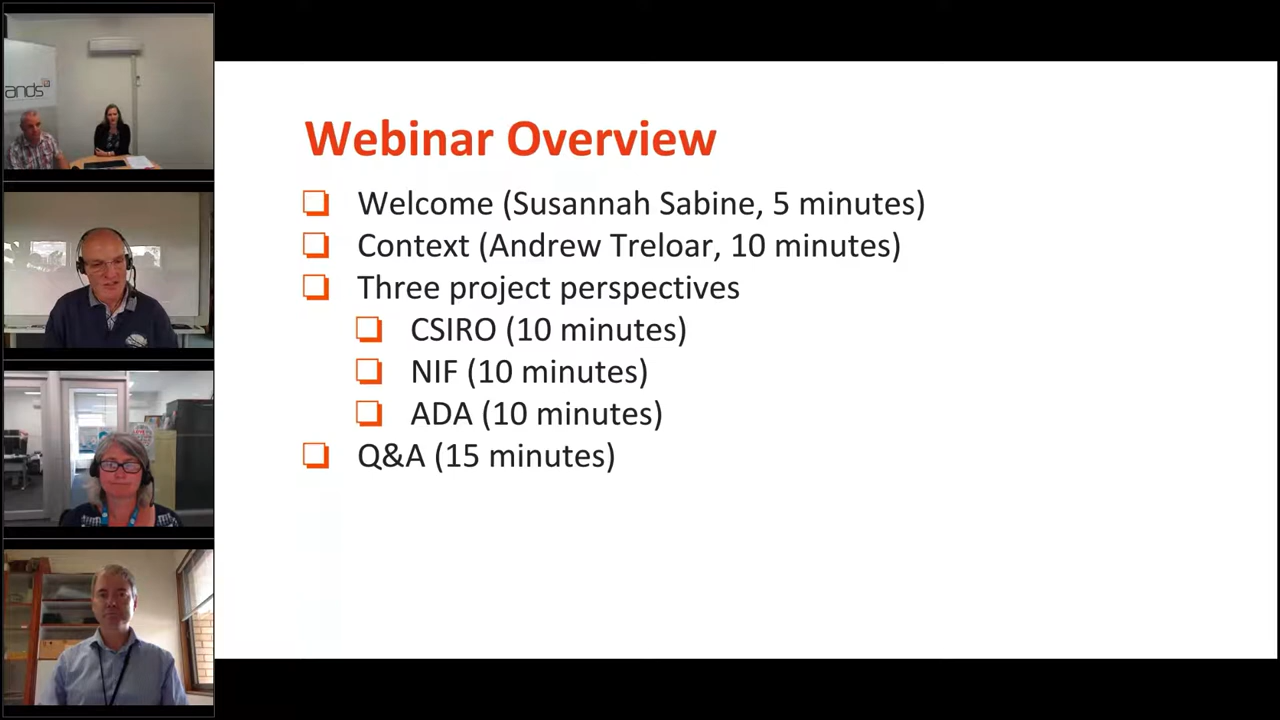 ands
Webinar Overview
Welcome (Susannah Sabine, 5 minutes)
Context (Andrew Treloar, 10 minutes)
Three project perspectives
CSIRO (10 minutes)
NIF (10 minutes)
ADA (10 minutes)
Q&A (15 minutes)